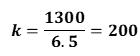 k = 1300 / 6.5 = 200